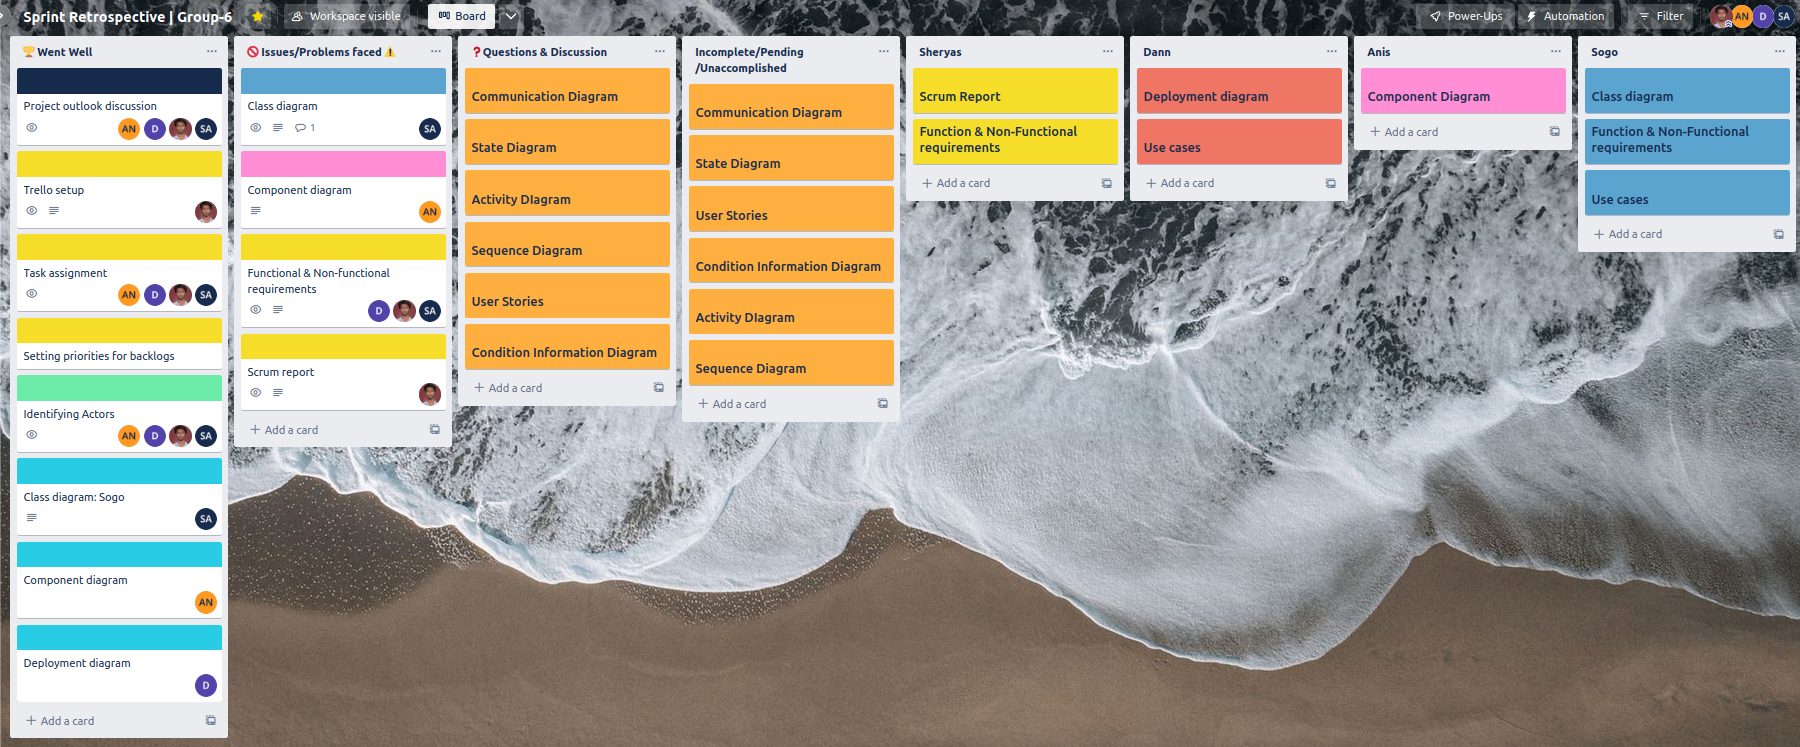 Sprint Retrospective | Group-6
Workspace visible
Board
Power-Ups
Automation
Filter
AN
D
SA
Went Well
Project outlook discussion
AN
D
SA
Trello setup
Task assignment
AN
D
SA
Setting priorities for backlogs
Identifying Actors
AN
D
SA
Class diagram: Sogo
SA
Component diagram
AN
Deployment diagram
D
+ Add a card
Issues/Problems faced
Class diagram
1
SA
Component diagram
AN
Functional & Non-functional
requirements
D
SA
Scrum report
+ Add a card
Questions & Discussion
Communication Diagram
State Diagram
Activity DIagram
Sequence Diagram
User Stories
Condition Information Diagram
+ Add a card
Incomplete/Pending
/Unaccomplished
Communication Diagram
State Diagram
User Stories
Condition Information Diagram
Activity DIagram
Sequence Diagram
+ Add a card
Sheryas
Scrum Report
Function & Non-Functional
requirements
+ Add a card
Dann
Deployment diagram
Use cases
+ Add a card
Anis
Component Diagram
+ Add a card
Sogo
Class diagram
Function & Non-Functional
requirements
Use cases
+ Add a card